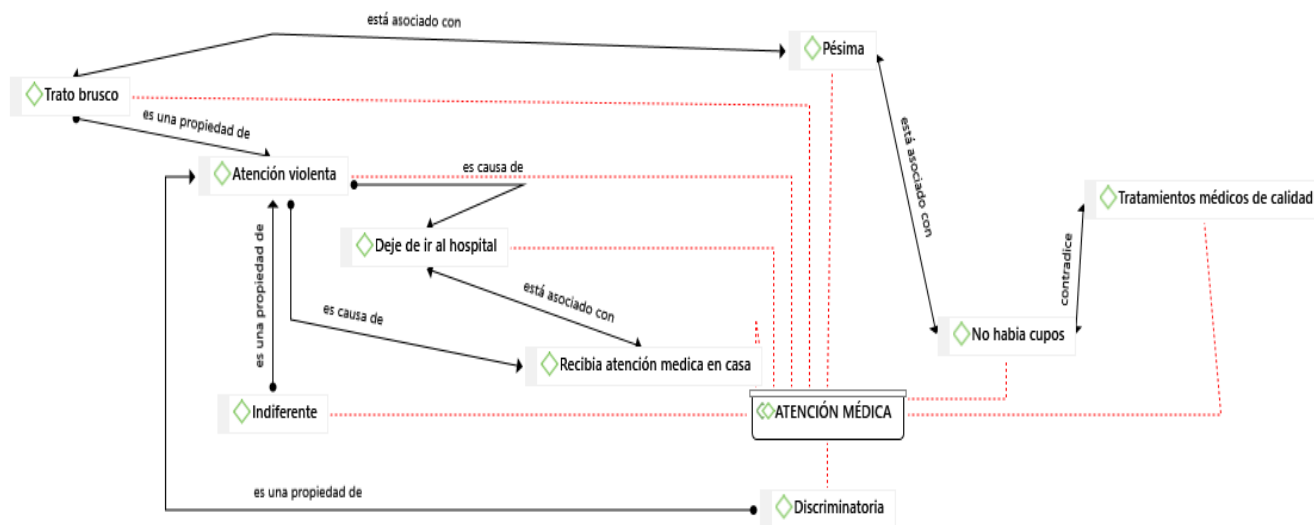 está asociado con
Pésima
Trato brusco
es una propiedad de
está asociado con
Atención violenta
es causa de
Tratamientos médicos de calidad
Deje de ir al hospital
contradice
es una propiedad de
está asociado con
es causa de
No habia cupos
Recibia atención medica en casa
Indiferente
ATENCIÓN MÉDICA
es una propiedad de
Discriminatoria